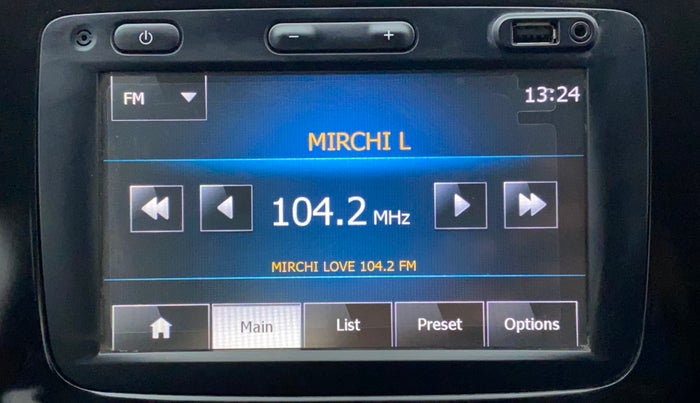 FM
13:24
MIRCHI L
104.2 MHz
MIRCHI LOVE 104.2 FM
Main
List
Preset
Options